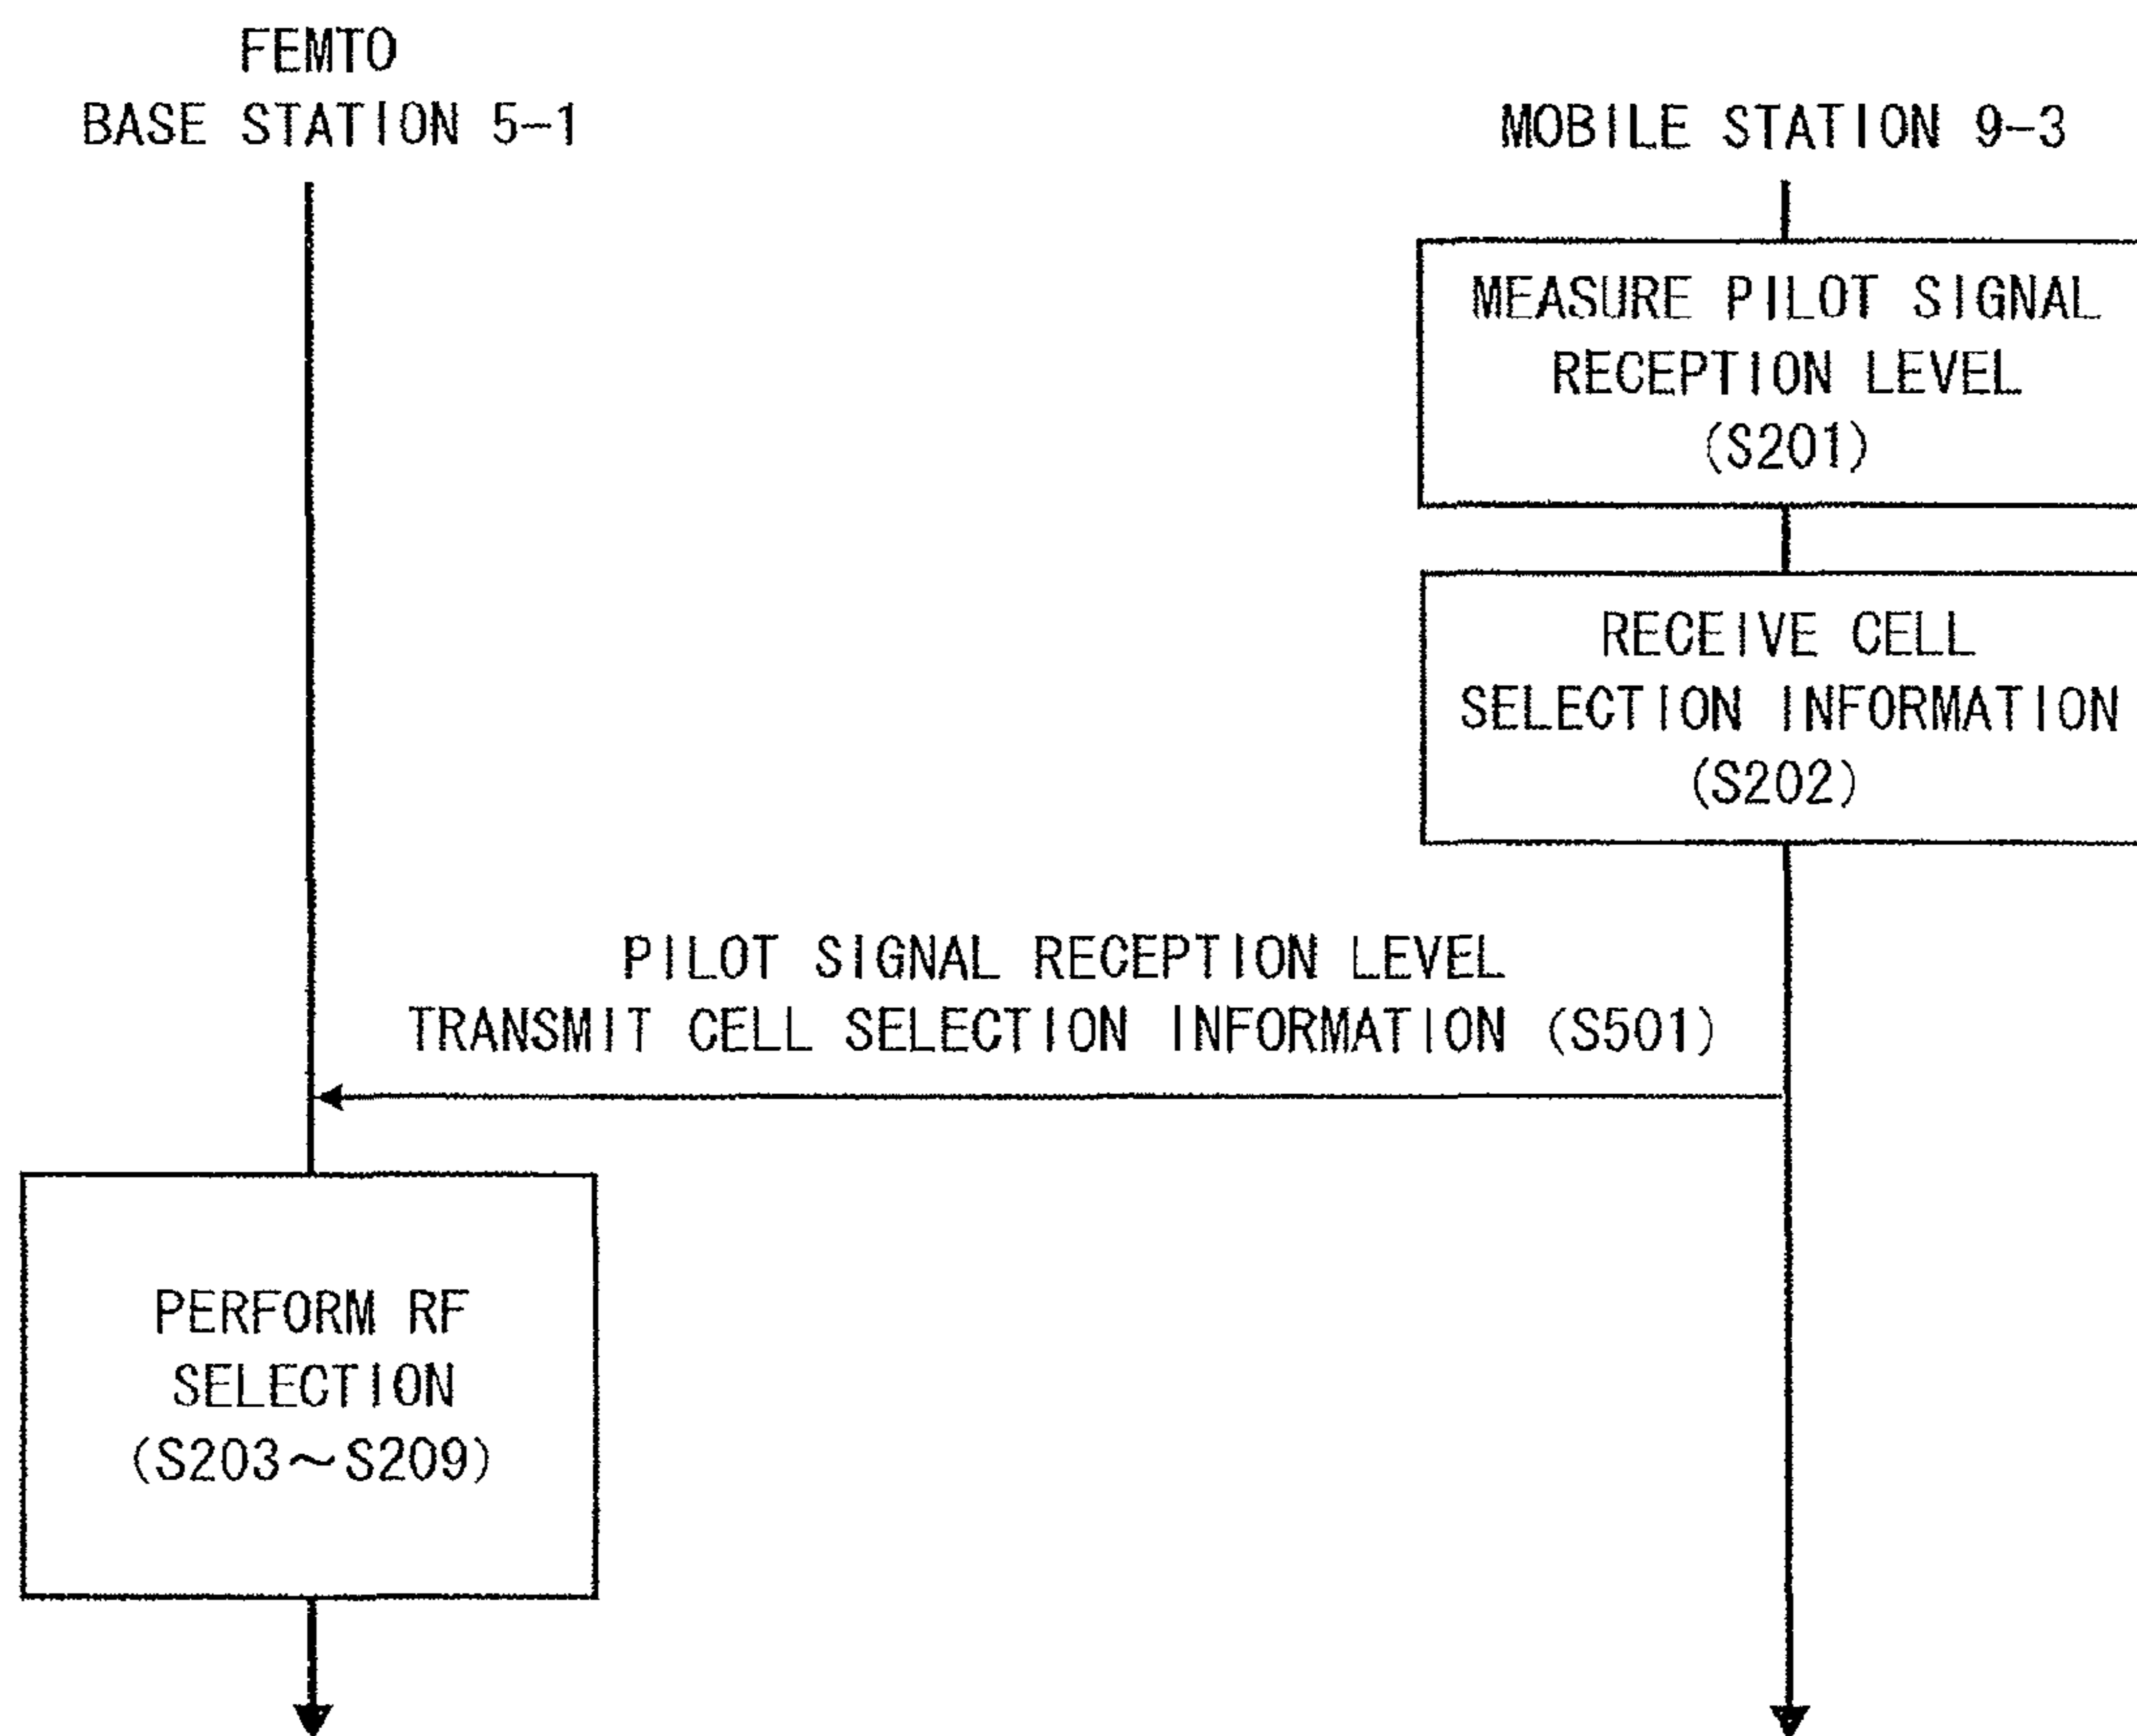 FEMTO
BASE STATION 5-1
MOBILE STATION 9-3
MEASURE PILOT SIGNAL
RECEPTION LEVEL
(S201)
RECEIVE CELL
SELECTION INFORMATION
(S202)
PILOT SIGNAL RECEPTION LEVEL
TRANSMIT CELL SELECTION INFORMATION (S501)
PERFORM RF
SELECTION
(S203～S209)